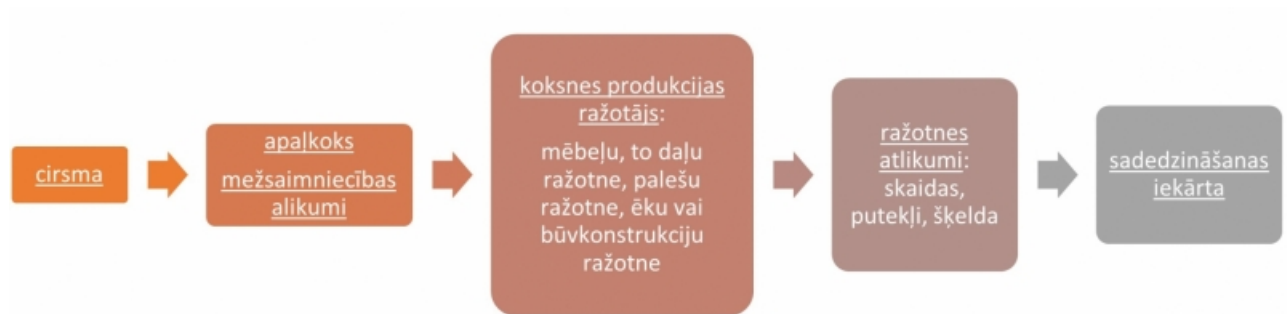 cirsma
apaļkoks
mežsaimniecības
alikumi
koksnes produkcijas
ražotājs:
mēbeļu, to daļu
ražotne, palešu
ražotne, ēku vai
būvkonstrukciju
ražotne
ražotnes
atlikumi:
skaidas,
putekļi, šķelda
sadedzināšanas
iekārta